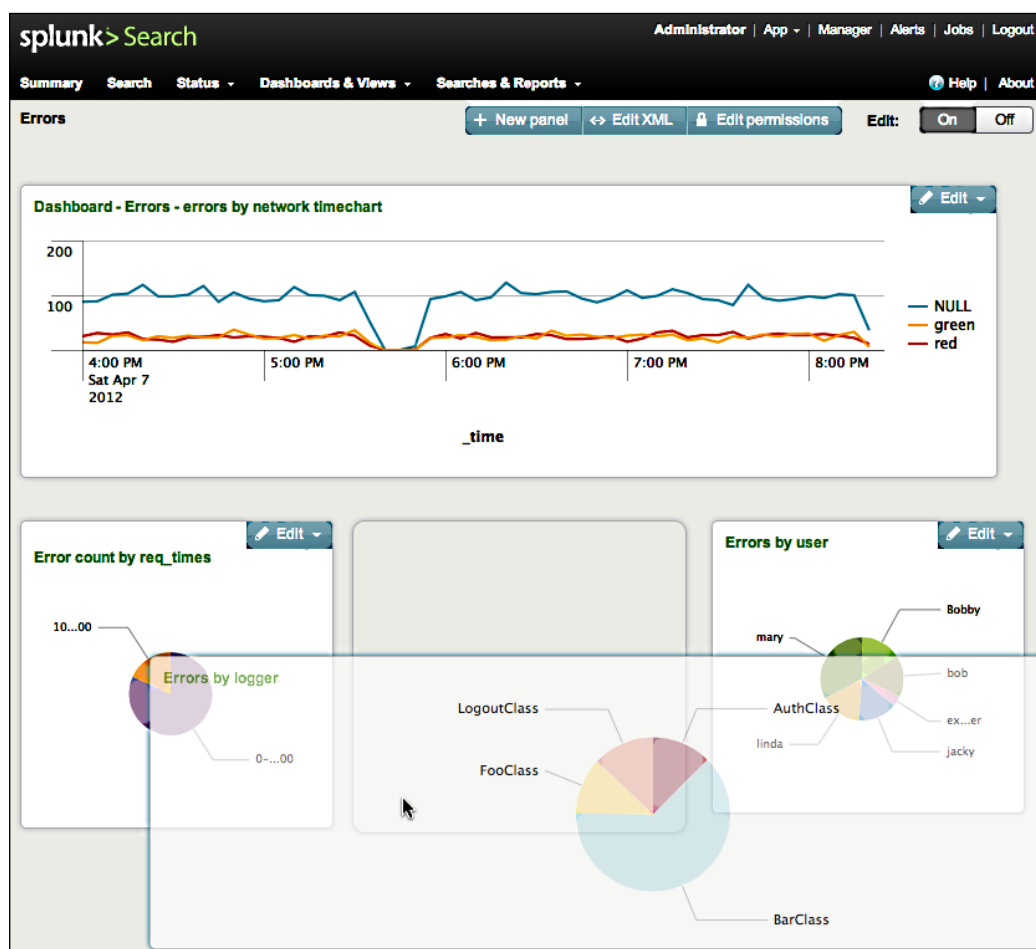 splunk>Search
Administrator | App | Manager | Alerts | Jobs | Logout
Summary Search Status Dashboards & Views Searches & Reports
? Help | About
Errors
+ New panel
Edit XML
Edit permissions
Edit: On Off
Dashboard - Errors - errors by network timechart
Edit
200
100
NULL
green
red
4:00 PM 5:00 PM 6:00 PM 7:00 PM 8:00 PM
Sat Apr 7
2012
_time
Edit
Error count by req_times
10...00
0-...00
Edit
Errors by user
Bobby
mary
bob
ex...er
linda
jacky
Errors by logger
LogoutClass
AuthClass
FooClass
BarClass